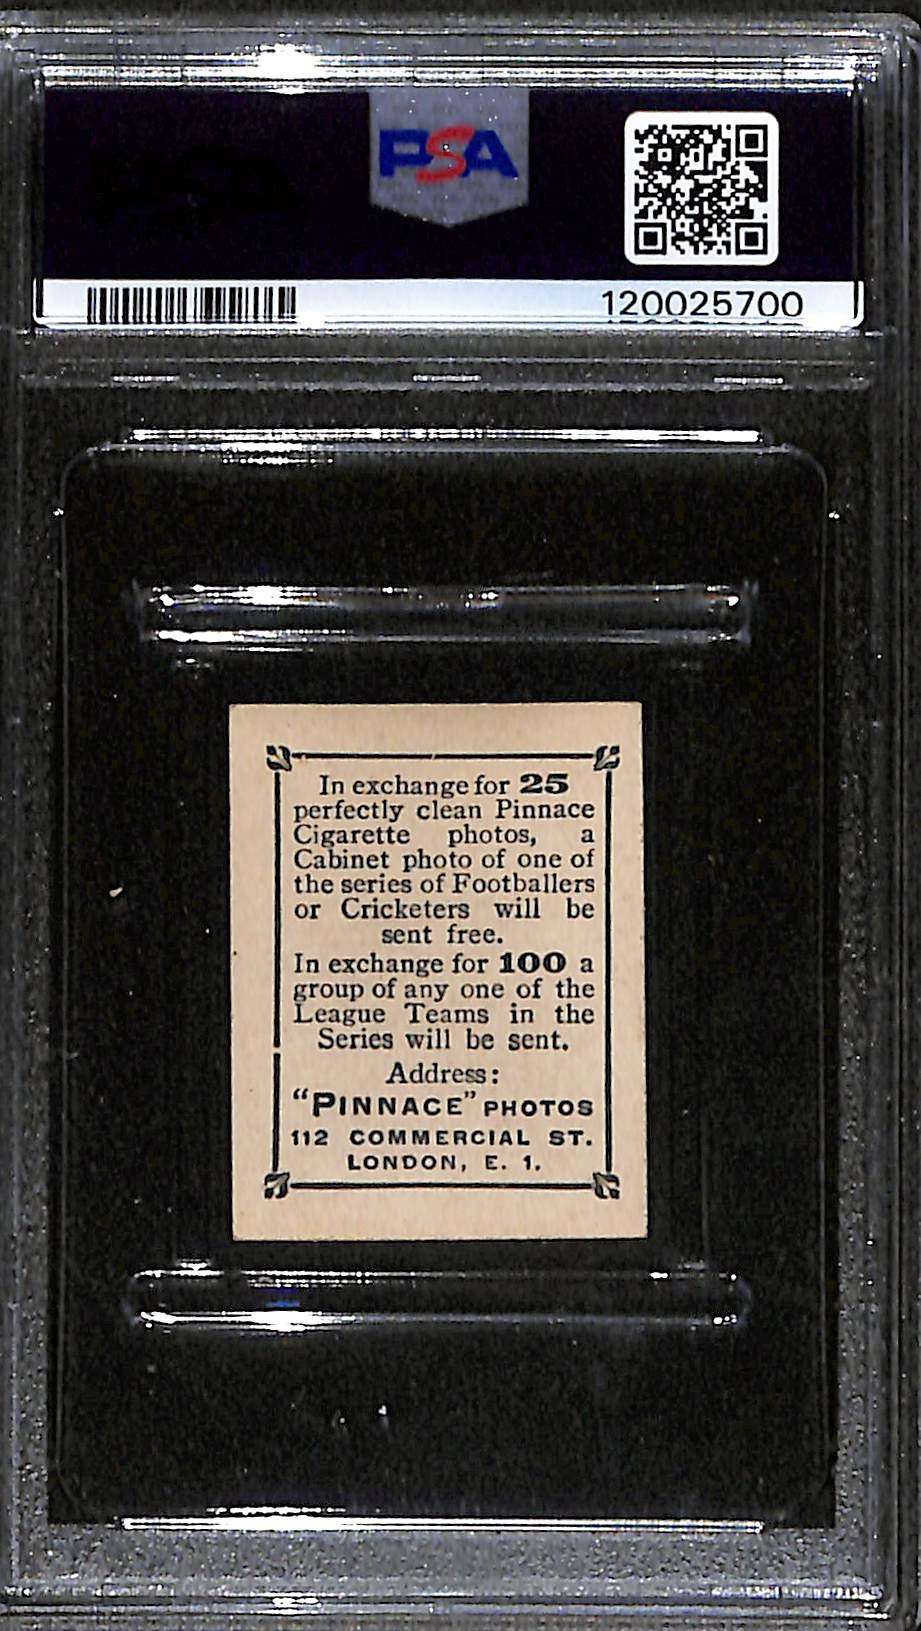 PSA
120025700
In exchange for 25
perfectly clean Pinnace
Cigarette photos, a
Cabinet photo of one of
the series of Footballers
or Cricketers will be
sent free.
In exchange for 100 a
group of any one of the
League Teams in the
Series will be sent.
Address:
"PINNACE" PHOTOS
112 COMMERCIAL ST.
LONDON, E. 1.